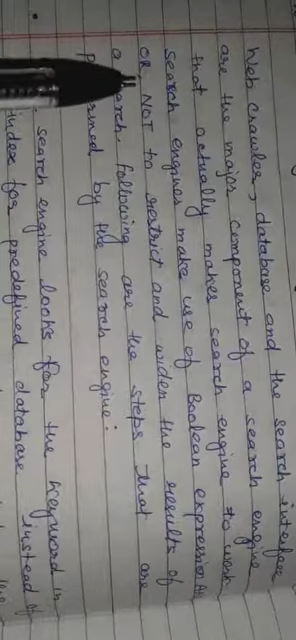 Web crawler, database and the search interface
are the major component of a search engine
that actually makes search engine to work
search engines make use of Boolean expression
OR NOT to restrict and widen the results of
a search. following are the steps that are
by the search engine:
search engine looks for the keyword in
index for predefined database instead of